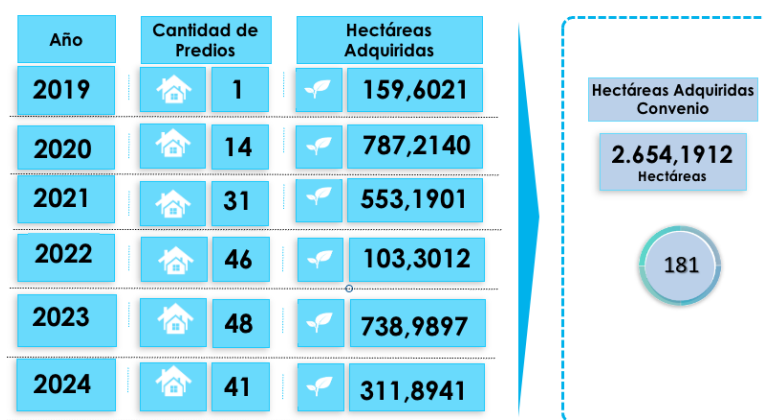 Año
Cantidad de
Predios
Hectáreas
Adquiridas
2019
1
159,6021
2020
14
787,2140
2021
31
553,1901
2022
46
103,3012
2023
48
738,9897
2024
41
311,8941
Hectáreas Adquiridas
Convenio
2.654,1912
Hectáreas
181